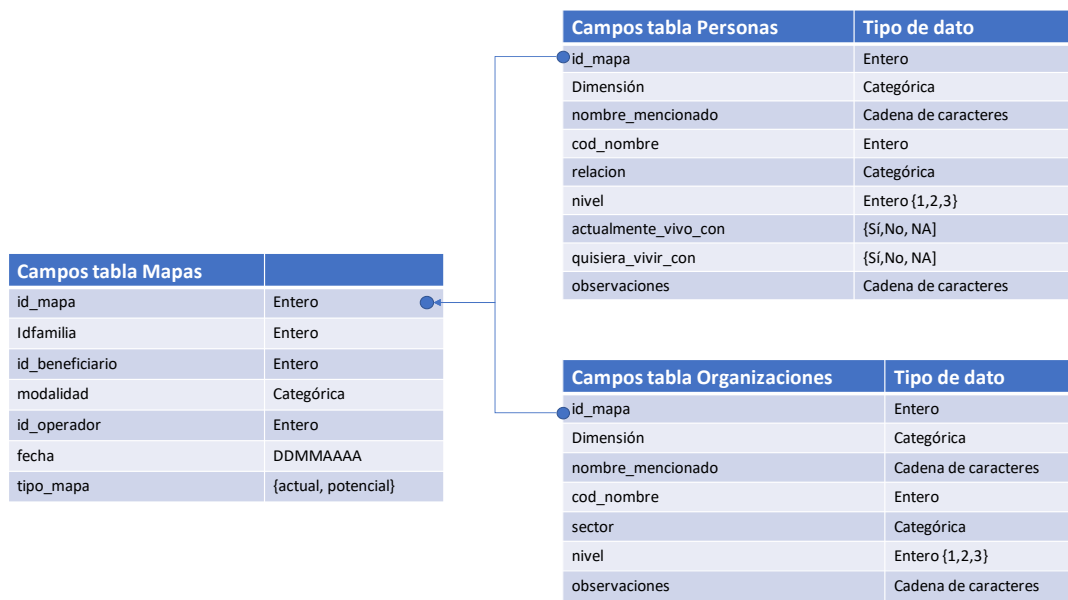 Campos tabla Personas Tipo de dato
id_mapa Entero
Dimensión Categórica
nombre_mencionado Cadena de caracteres
cod_nombre Entero
relacion Categórica
nivel Entero {1,2,3}
actualmente_vivo_con {Sí,No, NA]
quisiera_vivir_con {Sí,No, NA]
observaciones Cadena de caracteres
Campos tabla Mapas
id_mapa Entero
Idfamilia Entero
id_beneficiario Entero
modalidad Categórica
id_operador Entero
fecha DDMMAAAA
tipo_mapa {actual, potencial}
Campos tabla Organizaciones Tipo de dato
id_mapa Entero
Dimensión Categórica
nombre_mencionado Cadena de caracteres
cod_nombre Entero
sector Categórica
nivel Entero {1,2,3}
observaciones Cadena de caracteres